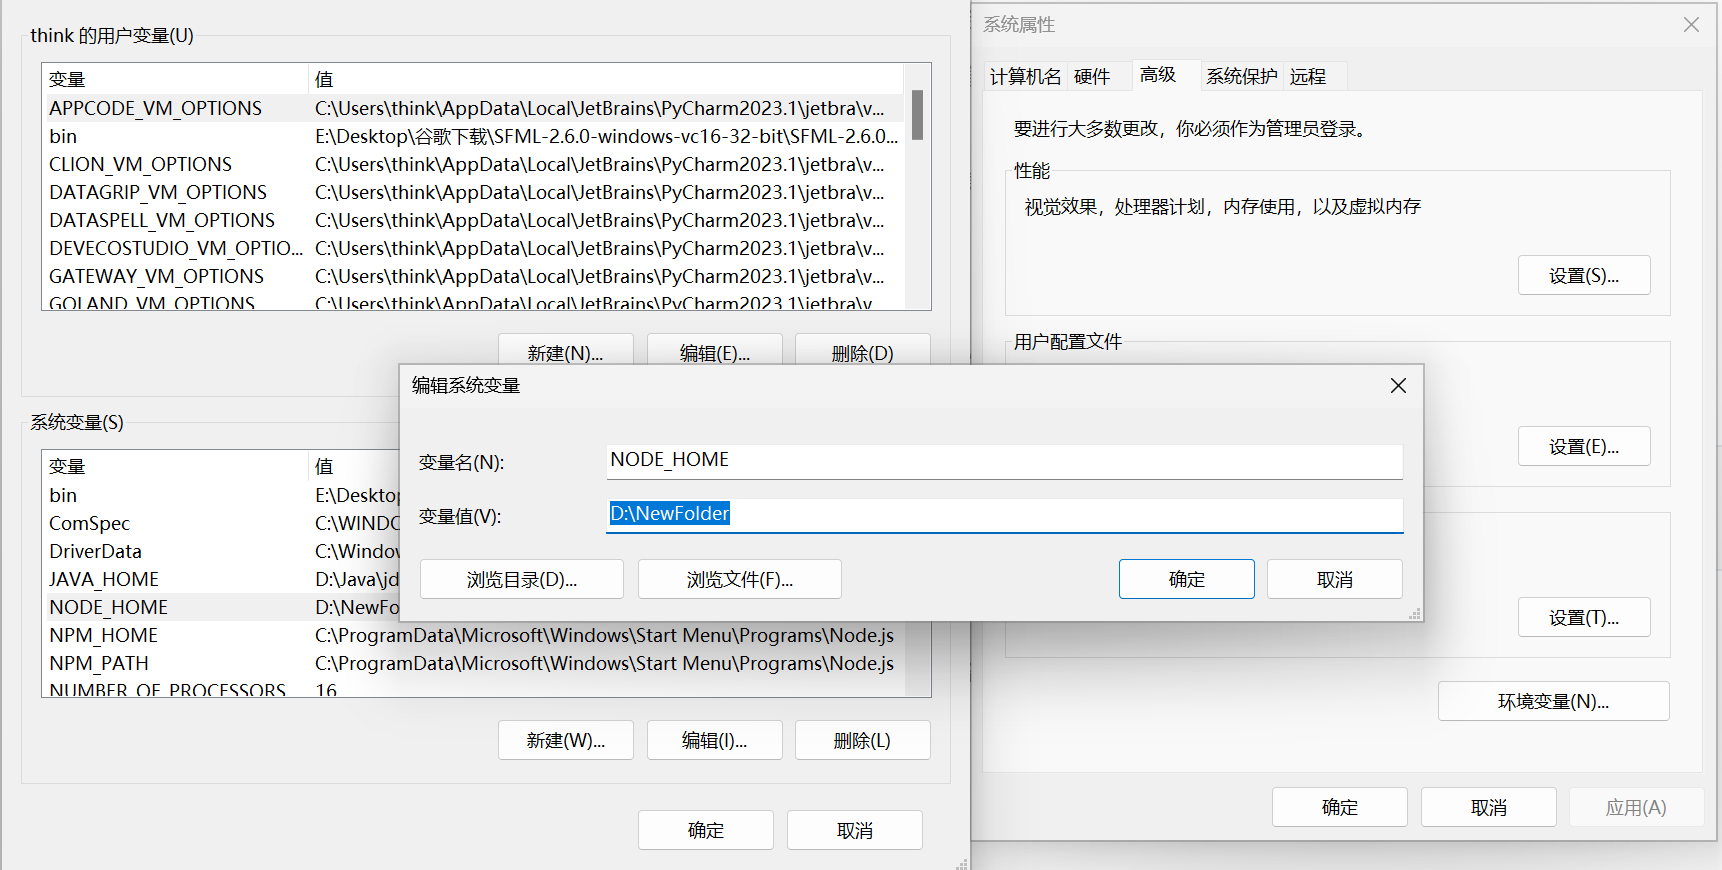 think 的用户变量(U)
变量 值
APPCODE_VM_OPTIONS C:\Users\think\AppData\Local\JetBrains\PyCharm2023.1\jetbra\v...
bin E:\Desktop\谷歌下载\SFML-2.6.0-windows-vc16-32-bit\SFML-2.6.0...
CLION_VM_OPTIONS C:\Users\think\AppData\Local\JetBrains\PyCharm2023.1\jetbra\v...
DATAGRIP_VM_OPTIONS C:\Users\think\AppData\Local\JetBrains\PyCharm2023.1\jetbra\v...
DATASPELL_VM_OPTIONS C:\Users\think\AppData\Local\JetBrains\PyCharm2023.1\jetbra\v...
DEVECOSTUDIO_VM_OPTIO... C:\Users\think\AppData\Local\JetBrains\PyCharm2023.1\jetbra\v...
GATEWAY_VM_OPTIONS C:\Users\think\AppData\Local\JetBrains\PyCharm2023.1\jetbra\v...
GOLAND_VM_OPTIONS C:\Users\think\AppData\Local\JetBrains\PyCharm2023.1\jetbra\v
新建(N)... 编辑(E)... 删除(D)
系统变量(S)
变量 值
bin E:\Deskto
ComSpec C:\WINDO
DriverData C:\Window
JAVA_HOME D:\Java\jd
NODE_HOME D:\NewFo
NPM_HOME C:\ProgramData\Microsoft\Windows\Start Menu\Programs\Node.js
NPM_PATH C:\ProgramData\Microsoft\Windows\Start Menu\Programs\Node.js
NUMBER_OF_PROCESSORS 16
新建(W)... 编辑(I)... 删除(L)
确定 取消
编辑系统变量
变量名(N): NODE_HOME
变量值(V): D:\NewFolder
浏览目录(D)... 浏览文件(F)... 确定 取消
系统属性
计算机名 硬件 高级 系统保护 远程
要进行大多数更改，你必须作为管理员登录。
性能
视觉效果，处理器计划，内存使用，以及虚拟内存
设置(S)...
用户配置文件
设置(E)...
设置(T)...
环境变量(N)...
确定 取消 应用(A)